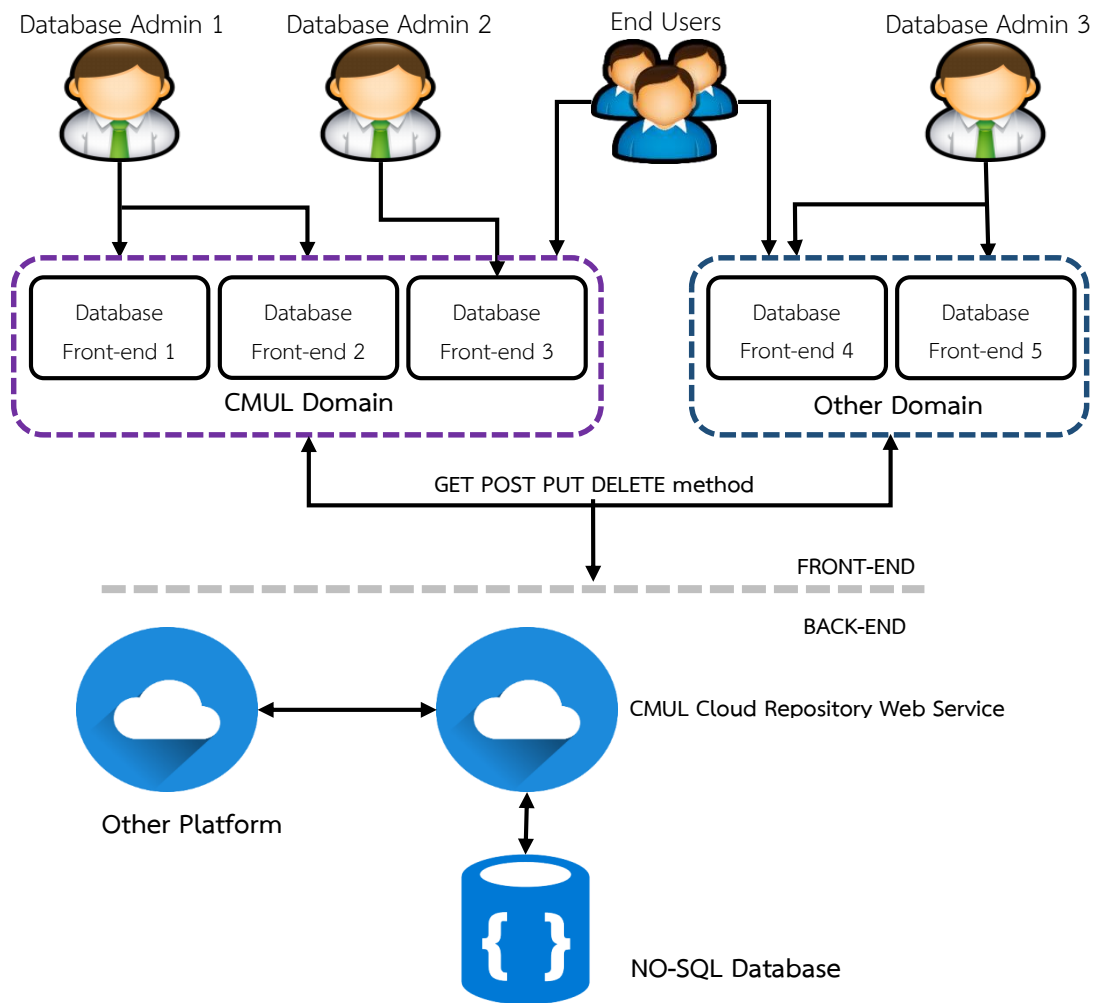 Database Admin 1
Database Admin 2
End Users
Database Admin 3
Database
Front-end 1
Database
Front-end 2
Database
Front-end 3
Database
Front-end 4
Database
Front-end 5
CMUL Domain
Other Domain
GET POST PUT DELETE method
FRONT-END
BACK-END
CMUL Cloud Repository Web Service
Other Platform
{ }
NO-SQL Database